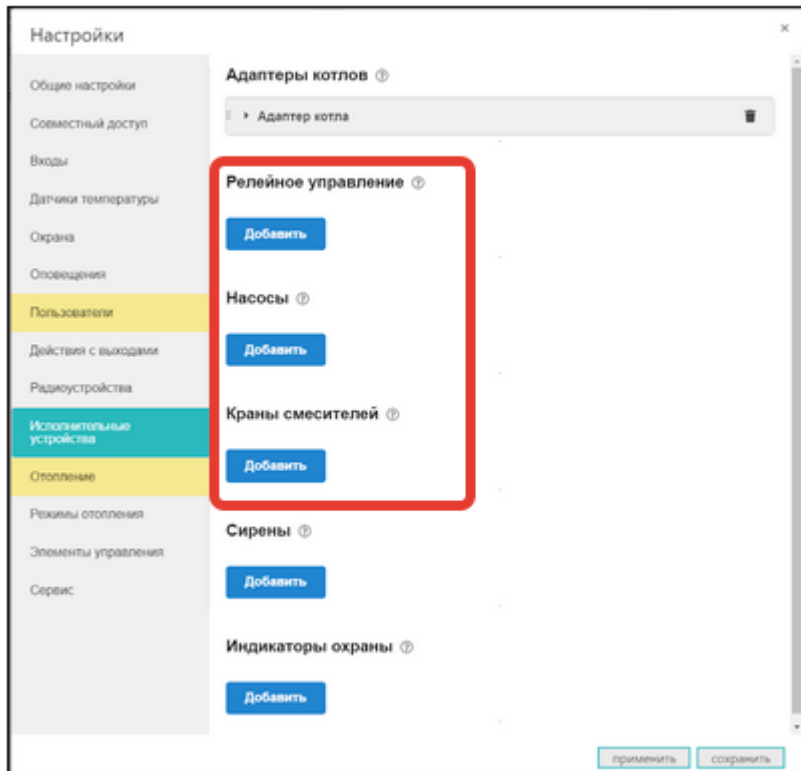 Настройки
Общие настройки
Совместный доступ
Входы
Датчики температуры
Охрана
Оповещения
Пользователи
Действия с выходами
Радиоустройства
Исполнительные
устройства
Отопление
Режимы отопления
Элементы управления
Сервис
Адаптеры котлов
Адаптер котла
Релейное управление
Добавить
Насосы
Добавить
Краны смесителей
Добавить
Сирены
Добавить
Индикаторы охраны
Добавить
применить
сохранить